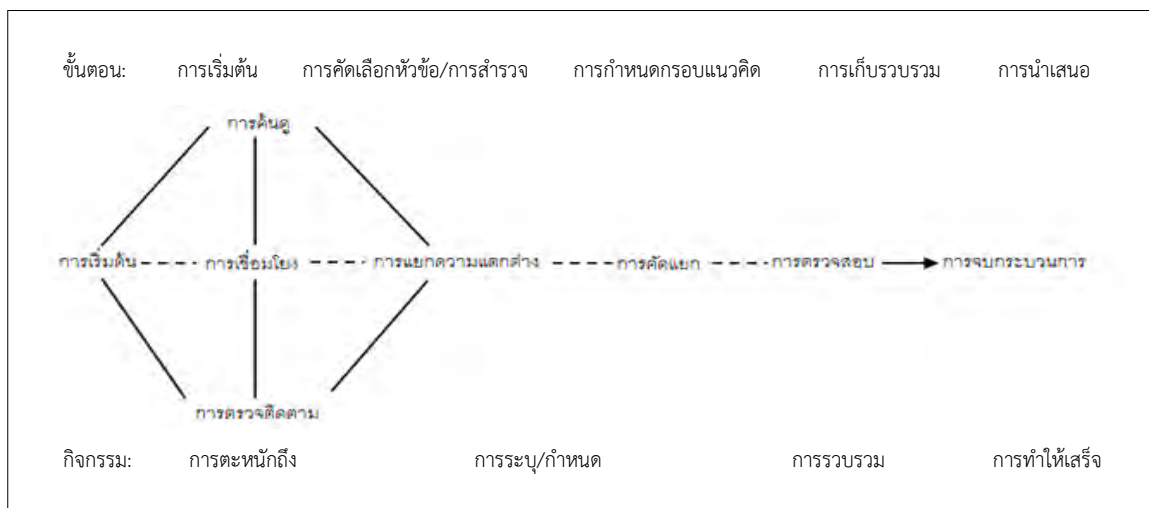 ขั้นตอน: การเริ่มต้น การคัดเลือกหัวข้อ/การสำรวจ การกำหนดกรอบแนวคิด การเก็บรวบรวม การนำเสนอ
การค้นดู
การเริ่มต้น การเชื่อมโยง การแยกความแตกต่าง การคัดแยก การตรวจสอบ การจบกระบวนการ
การตรวจติดตาม
กิจกรรม: การตะหนักถึง การระบุ/กำหนด การรวบรวม การทำให้เสร็จ